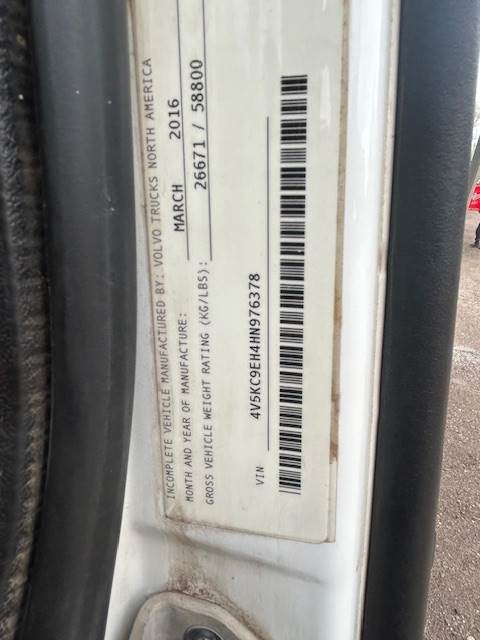 INCOMPLETE VEHICLE MANUFACTURED BY: VOLVO TRUCKS NORTH AMERICA
MONTH AND YEAR OF MANUFACTURE: MARCH 2016
GROSS VEHICLE WEIGHT RATING (KG/LBS): 26671 / 58800
VIN 4V5KC9EH4HN976378